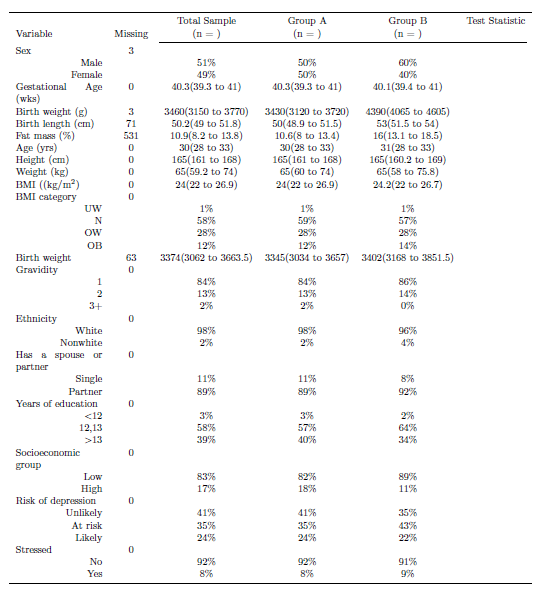 Total Sample Group A Group B Test Statistic
Variable Missing (n = ) (n = ) (n = )
Sex 3
Male 51% 50% 60%
Female 49% 50% 40%
Gestational Age 0 40.3(39.3 to 41) 40.3(39.3 to 41) 40.1(39.4 to 41)
(wks)
Birth weight (g) 3 3460(3150 to 3770) 3430(3120 to 3720) 4390(4065 to 4605)
Birth length (cm) 71 50.2(49 to 51.8) 50(48.9 to 51.5) 53(51.5 to 54)
Fat mass (%) 531 10.9(8.2 to 13.8) 10.6(8 to 13.4) 16(13.1 to 18.5)
Age (yrs) 0 30(28 to 33) 30(28 to 33) 31(28 to 33)
Height (cm) 0 165(161 to 168) 165(161 to 168) 165(160.2 to 169)
Weight (kg) 0 65(59.2 to 74) 65(60 to 74) 65(58 to 75.8)
BMI ((kg/m²) 0 24(22 to 26.9) 24(22 to 26.9) 24.2(22 to 26.7)
BMI category 0
UW 1% 1% 1%
N 58% 59% 57%
OW 28% 28% 28%
OB 12% 12% 14%
Birth weight 63 3374(3062 to 3663.5) 3345(3034 to 3657) 3402(3168 to 3851.5)
Gravidity 0
1 84% 84% 86%
2 13% 13% 14%
3+ 2% 2% 0%
Ethnicity 0
White 98% 98% 96%
Nonwhite 2% 2% 4%
Has a spouse or 0
partner
Single 11% 11% 8%
Partner 89% 89% 92%
Years of education 0
<12 3% 3% 2%
12,13 58% 57% 64%
>13 39% 40% 34%
Socioeconomic 0
group
Low 83% 82% 89%
High 17% 18% 11%
Risk of depression 0
Unlikely 41% 41% 35%
At risk 35% 35% 43%
Likely 24% 24% 22%
Stressed 0
No 92% 92% 91%
Yes 8% 8% 9%